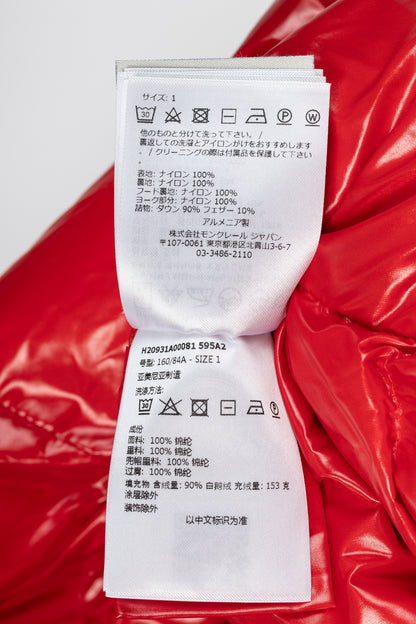 サイズ: 1
30 P W
他のものと分けて洗って下さい。/
裏返しての洗濯とアイロンがけをおすすめします
. / クリーニングの際は付属品を保護して下さい
.
表地: ナイロン 100%
裏地: ナイロン 100%
フード裏地: ナイロン 100%
ヨーク部分: ナイロン 100%
詰物: ダウン 90% フェザー 10%
アルメニア製
株式会社モンクレール ジャパン
〒107-0061 東京都港区北青山3-6-7
03-3486-2110
H20931A00081 595A2
号型: 160/84A - SIZE 1
亚美尼亚制造
洗涤方法:
30
成份
面料: 100% 锦纶
里料: 100% 锦纶
兜帽里料: 100% 锦纶
过肩: 100% 锦纶
填充物 含绒量: 90% 白鹅绒 充绒量: 153 克
涂层除外
装饰除外
以中文标识为准